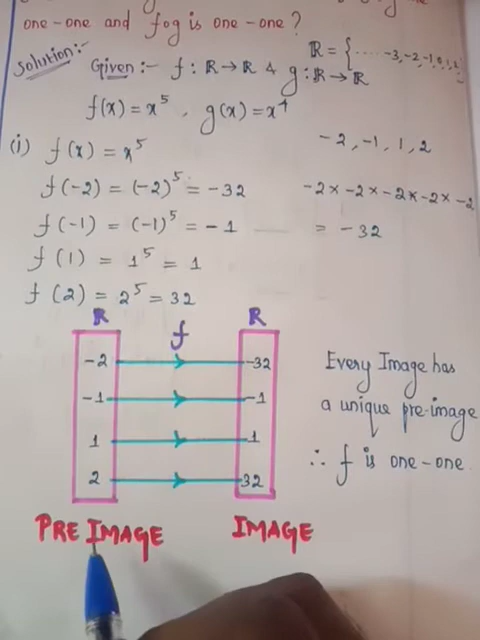 one-one and fog is one-one?
Solution:-
ℝ = {.....-3,-2,-1,0,1,2
Given:- f : ℝ → ℝ & g : ℝ → ℝ
f(x) = x⁵ , g(x) = x⁴
(i) f(x) = x⁵
-2, -1, 1, 2
f(-2) = (-2)⁵ = -32
-2 × -2 × -2 × -2 × -2
f(-1) = (-1)⁵ = -1
= -32
f(1) = 1⁵ = 1
f(2) = 2⁵ = 32
ℝ f ℝ
-2 -32
-1 -1
1 1
2 32
Every Image has
a unique pre-image
∴ f is one-one
PRE IMAGE IMAGE